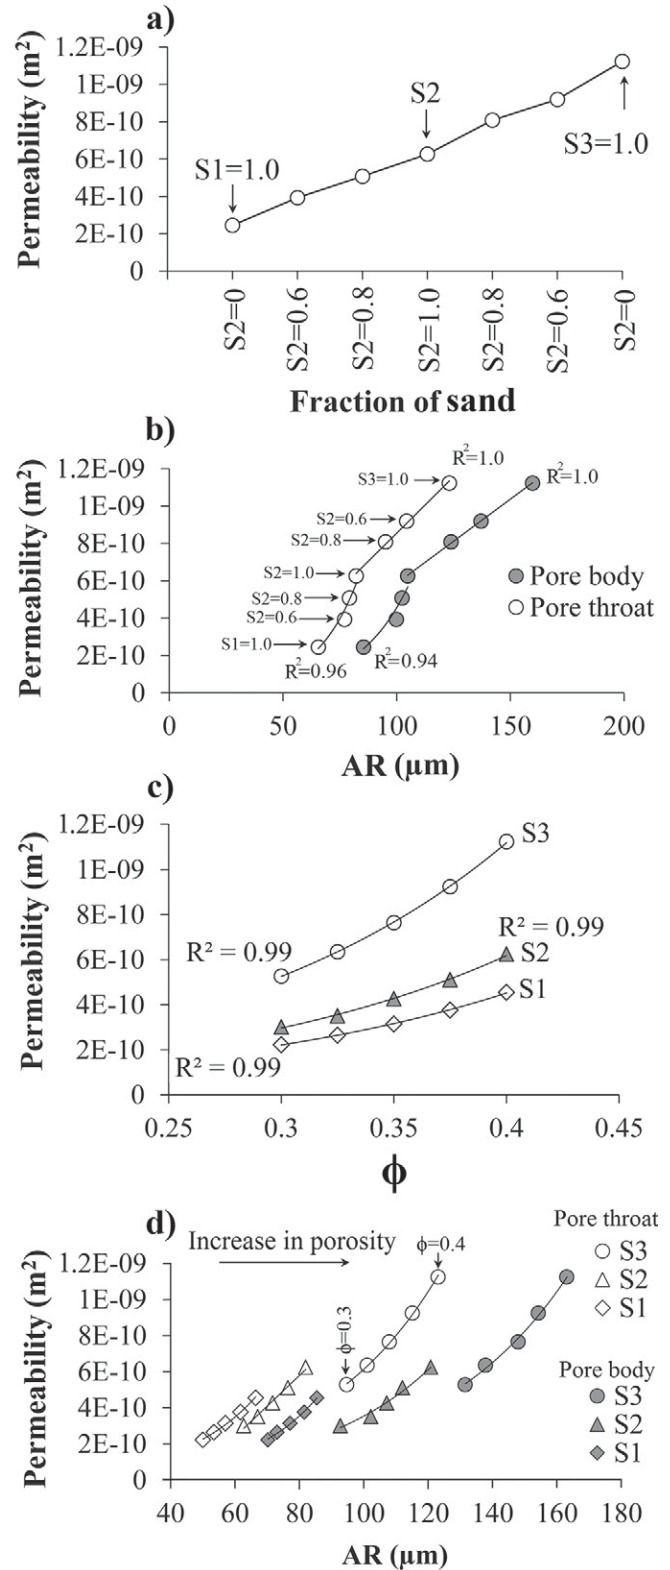 a)
Permeability (m²)
1.2E-09
1E-09
8E-10
6E-10
4E-10
2E-10
0
S1=1.0
S2
S3=1.0
S2=0
S2=0.6
S2=0.8
S2=1.0
S2=0.8
S2=0.6
S2=0
Fraction of sand
b)
Permeability (m²)
1.2E-09
1E-09
8E-10
6E-10
4E-10
2E-10
0
R²=1.0
S3=1.0
R²=1.0
S2=0.6
S2=0.8
S2=1.0
S2=0.8
S2=0.6
S1=1.0
R²=0.96
R²=0.94
Pore body
Pore throat
0 50 100 150 200
AR (µm)
c)
Permeability (m²)
1.2E-09
1E-09
8E-10
6E-10
4E-10
2E-10
0
S3
R² = 0.99
R² = 0.99
S2
S1
R² = 0.99
0.25 0.3 0.35 0.4 0.45
ϕ
d)
Permeability (m²)
1.2E-09
1E-09
8E-10
6E-10
4E-10
2E-10
0
Increase in porosity
ϕ=0.4
ϕ=0.3
Pore throat
S3
S2
S1
Pore body
S3
S2
S1
40 60 80 100 120 140 160 180
AR (µm)